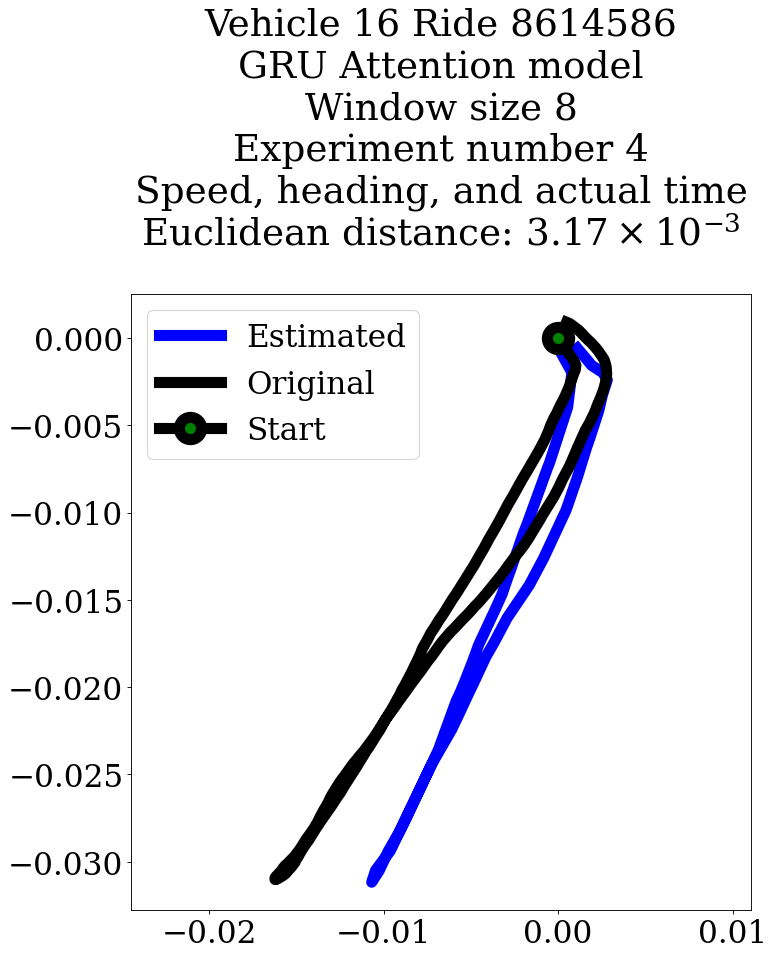 Vehicle 16 Ride 8614586
GRU Attention model
Window size 8
Experiment number 4
Speed, heading, and actual time
Euclidean distance: 3.17 × 10⁻³
Estimated
Original
Start
0.000
−0.005
−0.010
−0.015
−0.020
−0.025
−0.030
−0.02
−0.01
0.00
0.01